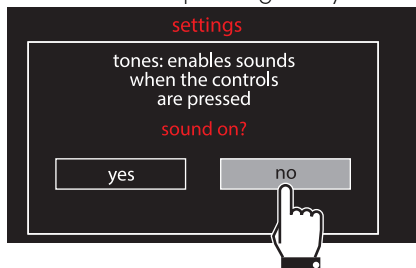 settings
tones: enables sounds
when the controls
are pressed
sound on?
yes
no